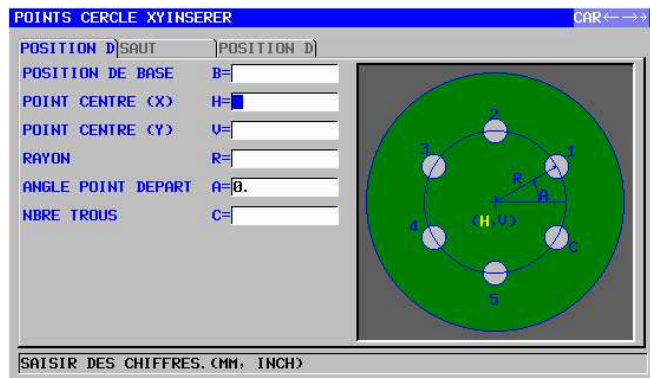 POINTS CERCLE XYINSERER CAR←-→
POSITION D SAUT POSITION D
POSITION DE BASE B=
POINT CENTRE (X) H=
POINT CENTRE (Y) V=
RAYON R=
ANGLE POINT DEPART A=0.
NBRE TROUS C=
2
3
1
R
A
(H,V)
4
C
5
SAISIR DES CHIFFRES.(MM, INCH)